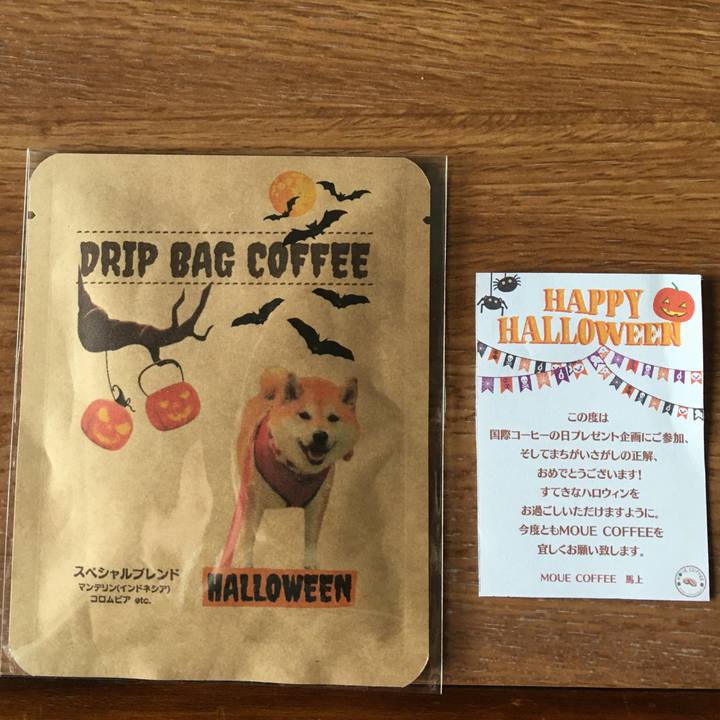 DRIP BAG COFFEE
スペシャルブレンド
マンデリン(インドネシア)
コロムビア etc.
HALLOWEEN
HAPPY
HALLOWEEN
この度は
国際コーヒーの日プレゼント企画にご参加、
そしてまちがいさがしの正解、
おめでとうございます!
すてきなハロウィンを
お過ごしいただけますように。
今度ともMOUE COFFEEを
宜しくお願い致します。
MOUE COFFEE 馬上